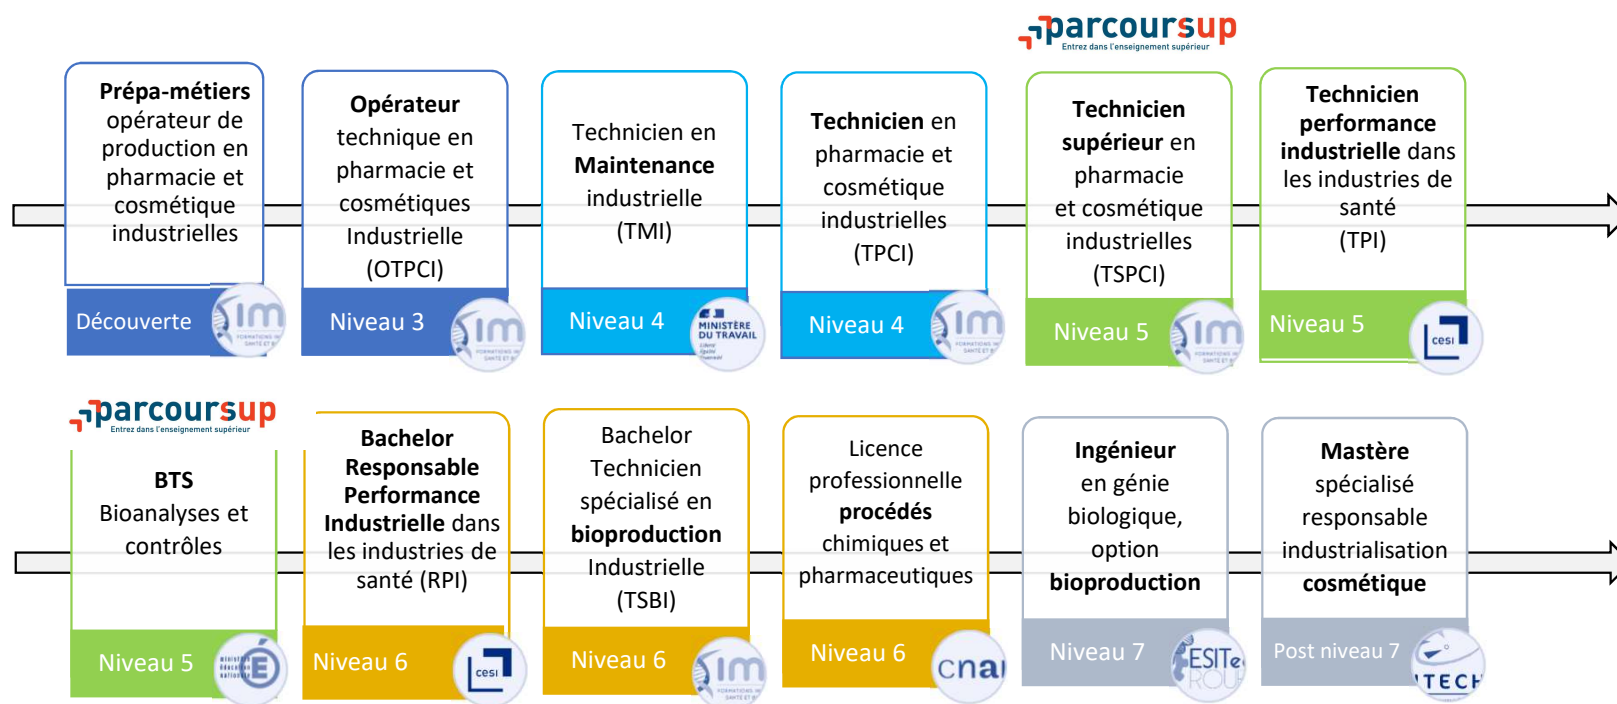 parcoursup
Entrez dans l'enseignement supérieur
Prépa-métiers
opérateur de
production en
pharmacie et
cosmétique
industrielles
Découverte
Opérateur
technique en
pharmacie et
cosmétiques
Industrielle
(OTPCI)
Niveau 3
Technicien en
Maintenance
industrielle
(TMI)
Niveau 4
MINISTÈRE
DU TRAVAIL
Liberté
Égalité
Fraternité
Technicien en
pharmacie et
cosmétique
industrielles
(TPCI)
Niveau 4
Technicien
supérieur en
pharmacie
et cosmétique
industrielles
(TSPCI)
Niveau 5
Technicien
performance
industrielle dans
les industries de
santé
(TPI)
Niveau 5
cesi
parcoursup
Entrez dans l'enseignement supérieur
BTS
Bioanalyses et
contrôles
Niveau 5
Bachelor
Responsable
Performance
Industrielle dans
les industries de
santé (RPI)
Niveau 6
cesi
Bachelor
Technicien
spécialisé en
bioproduction
Industrielle
(TSBI)
Niveau 6
Licence
professionnelle
procédés
chimiques et
pharmaceutiques
Niveau 6
Ingénieur
en génie
biologique,
option
bioproduction
Niveau 7
Mastère
spécialisé
responsable
industrialisation
cosmétique
Post niveau 7
ITECH